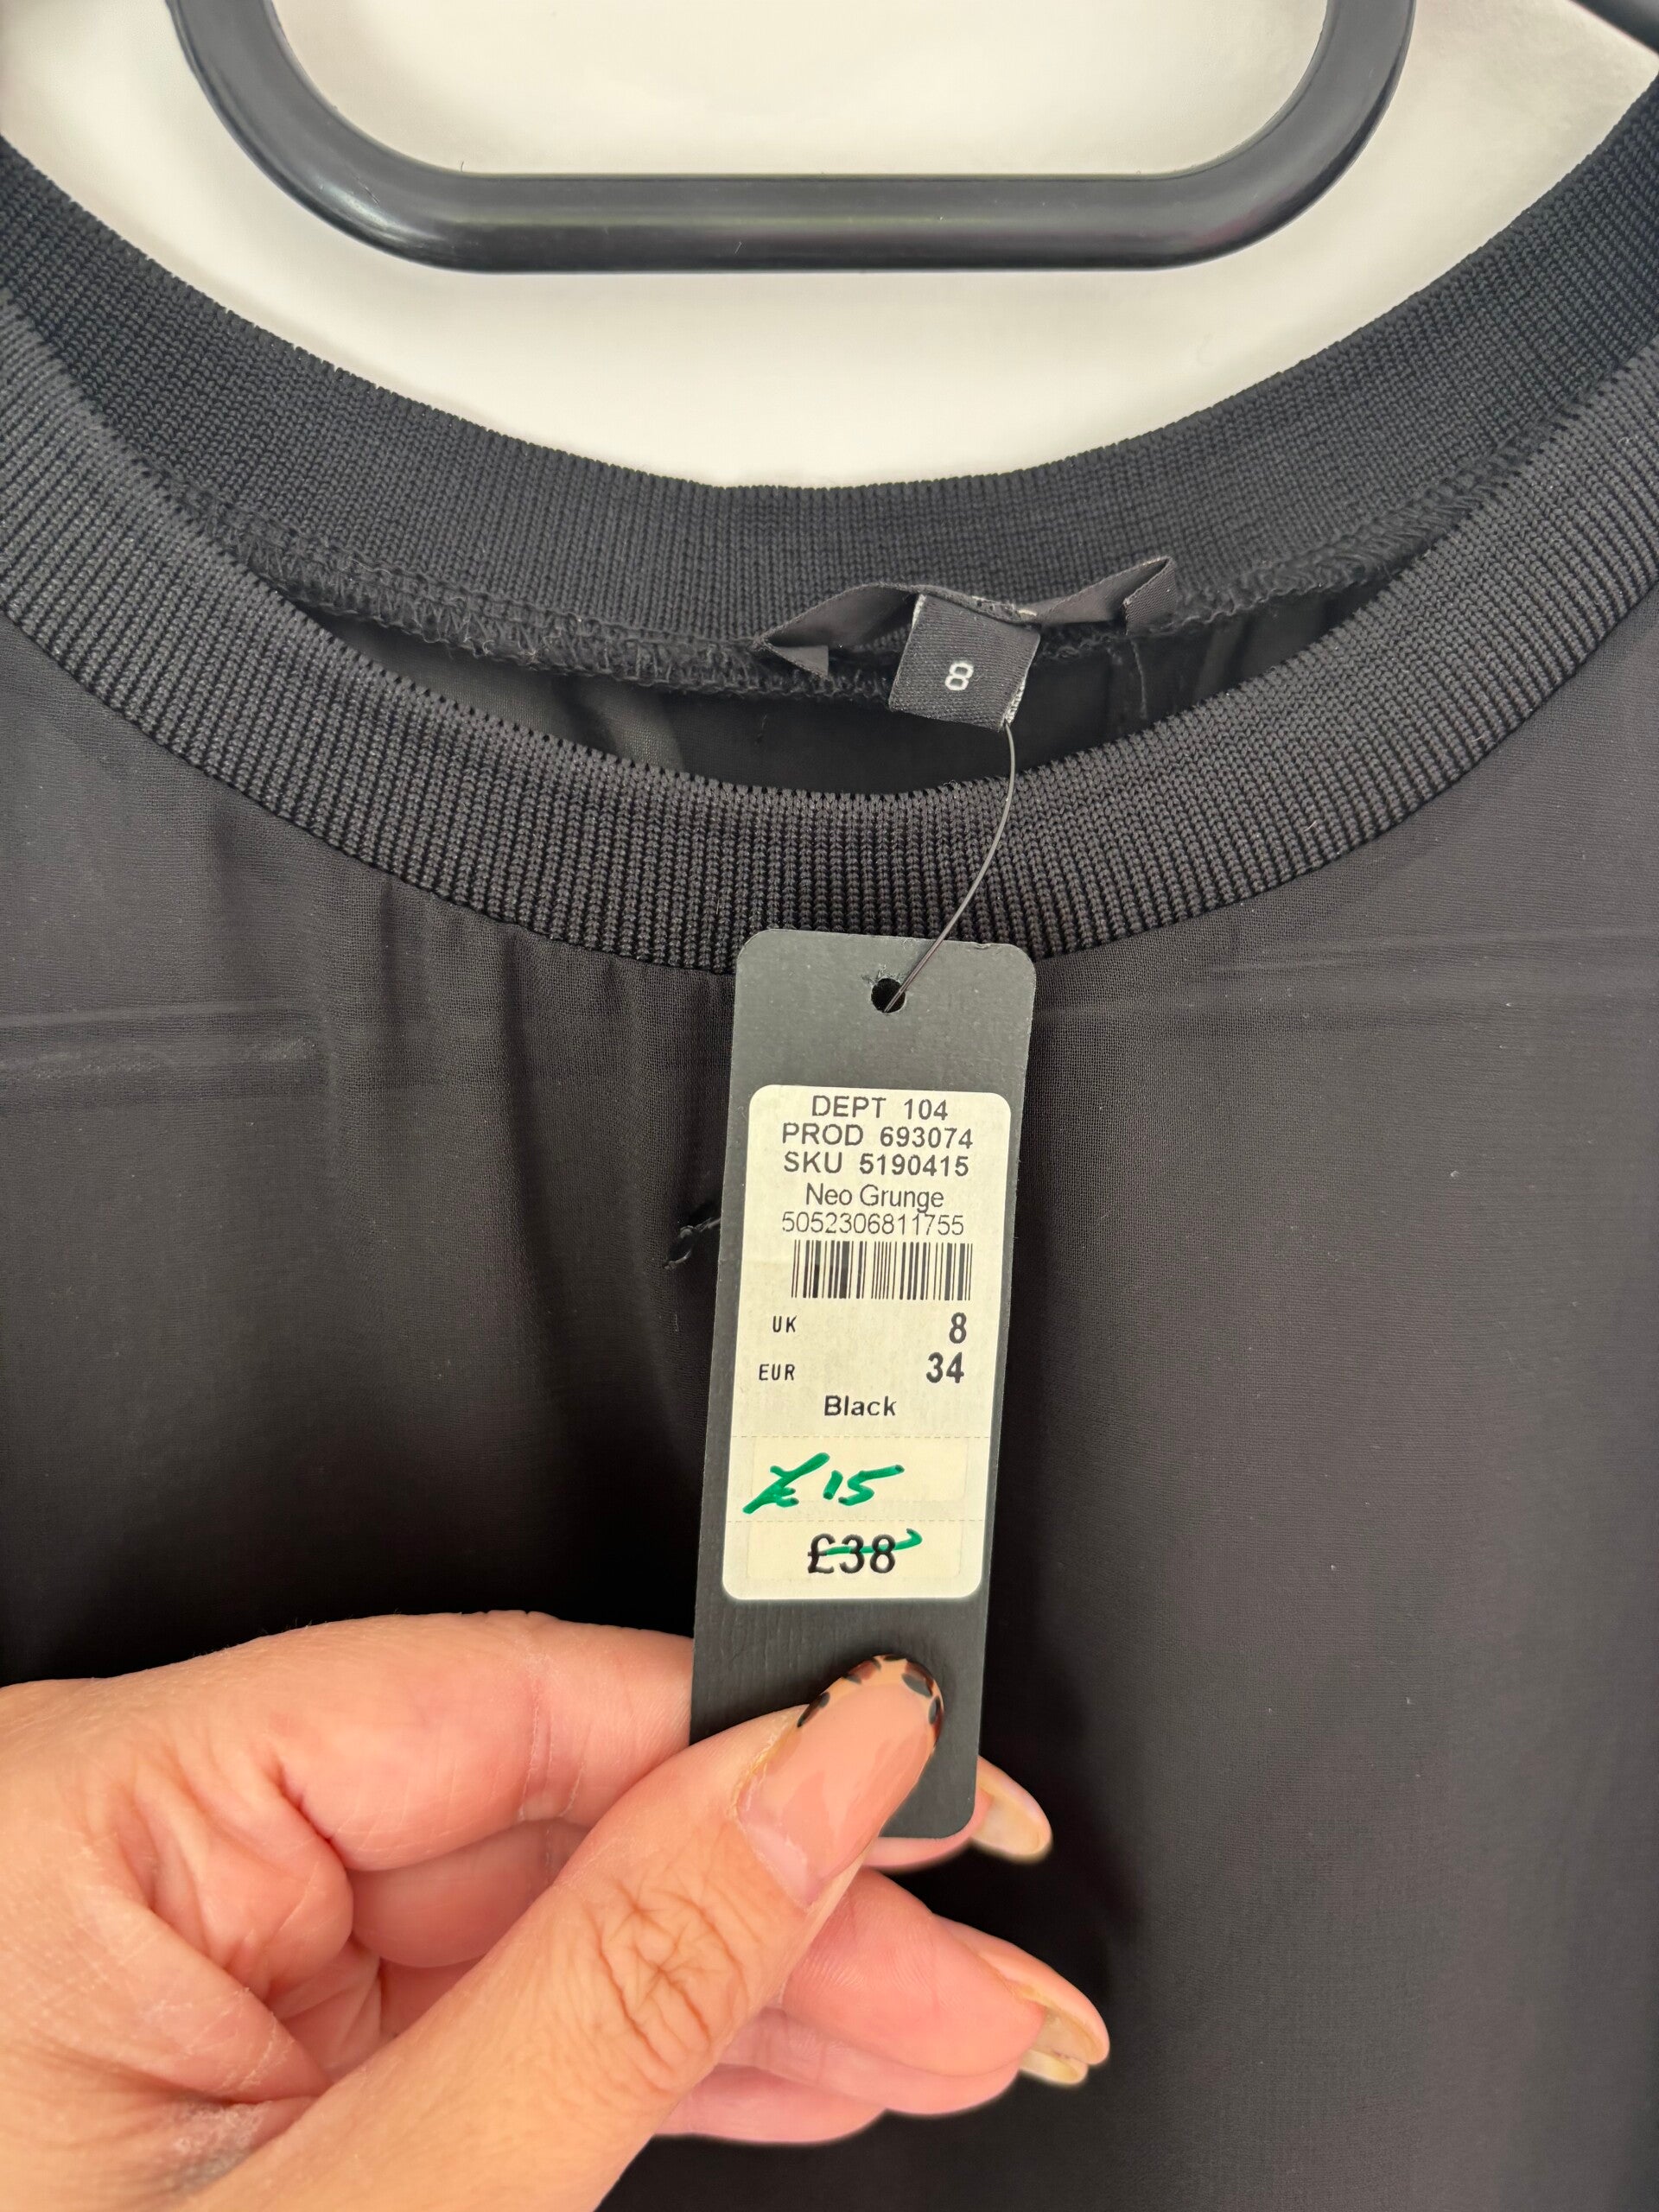 8
DEPT 104
PROD 693074
SKU 5190415
Neo Grunge
5052306811755
UK 8
EUR 34
Black
£15
£38